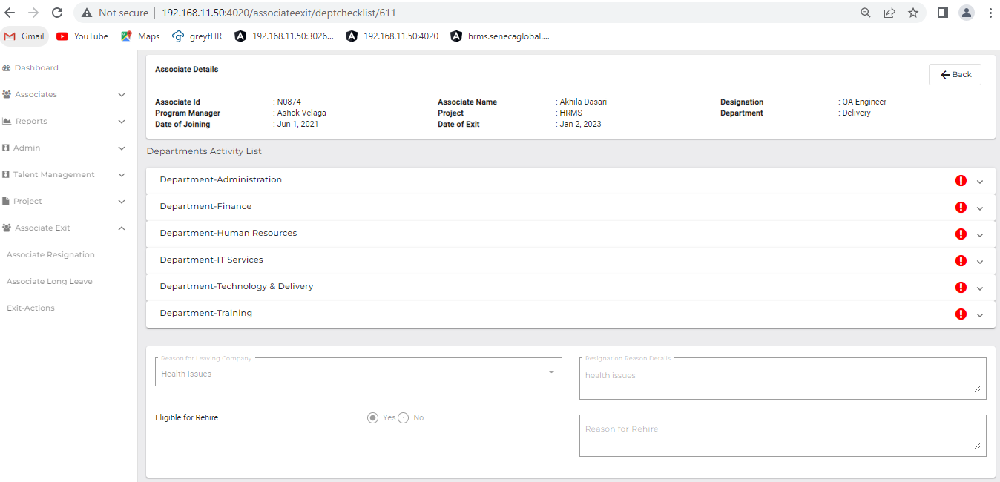 Not secure | 192.168.11.50:4020/associateexit/deptchecklist/611
Gmail YouTube Maps greytHR 192.168.11.50:3026... 192.168.11.50:4020 hrms.senecaglobal....
Dashboard
Associates
Reports
Admin
Talent Management
Project
Associate Exit
Associate Resignation
Associate Long Leave
Exit-Actions
Associate Details
Back
Associate Id : N0874 Associate Name : Akhila Dasari Designation : QA Engineer
Program Manager : Ashok Velaga Project : HRMS Department : Delivery
Date of Joining : Jun 1, 2021 Date of Exit : Jan 2, 2023
Departments Activity List
Department-Administration
Department-Finance
Department-Human Resources
Department-IT Services
Department-Technology & Delivery
Department-Training
Reason for Leaving Company Resignation Reason Details
Health issues health issues
Eligible for Rehire Yes No
Reason for Rehire